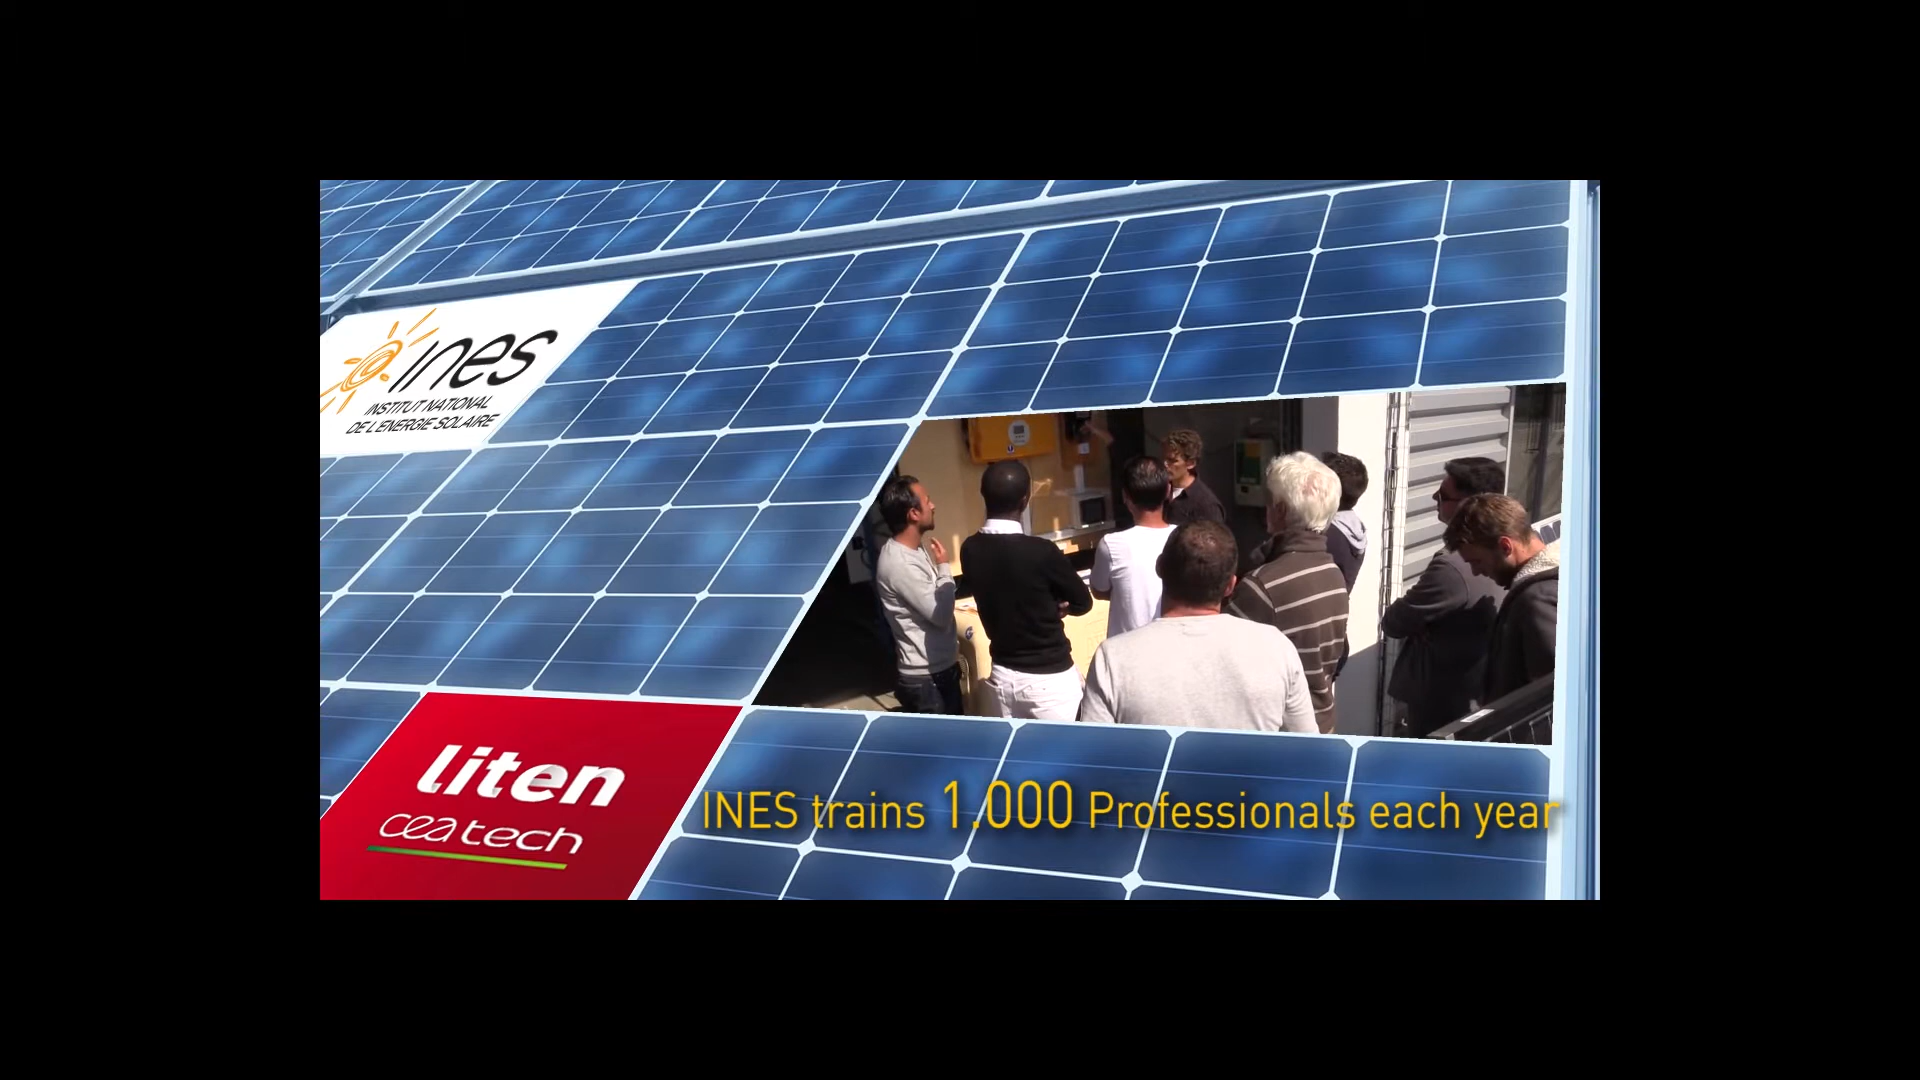 ines
INSTITUT NATIONAL
DE L'ENERGIE SOLAIRE
liten
cea tech
INES trains 1.000 Professionals each year